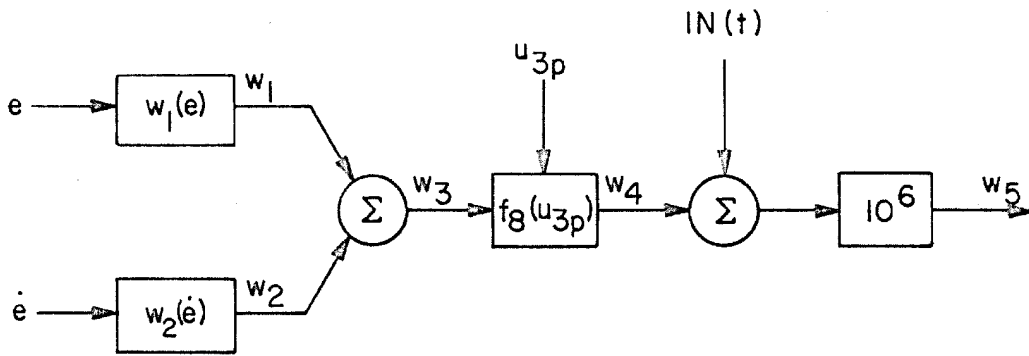 IN(t)
u3p
e
w1(e)
w1
Σ
w3
f8(u3p)
w4
Σ
10^6
w5
ė
w2(ė)
w2